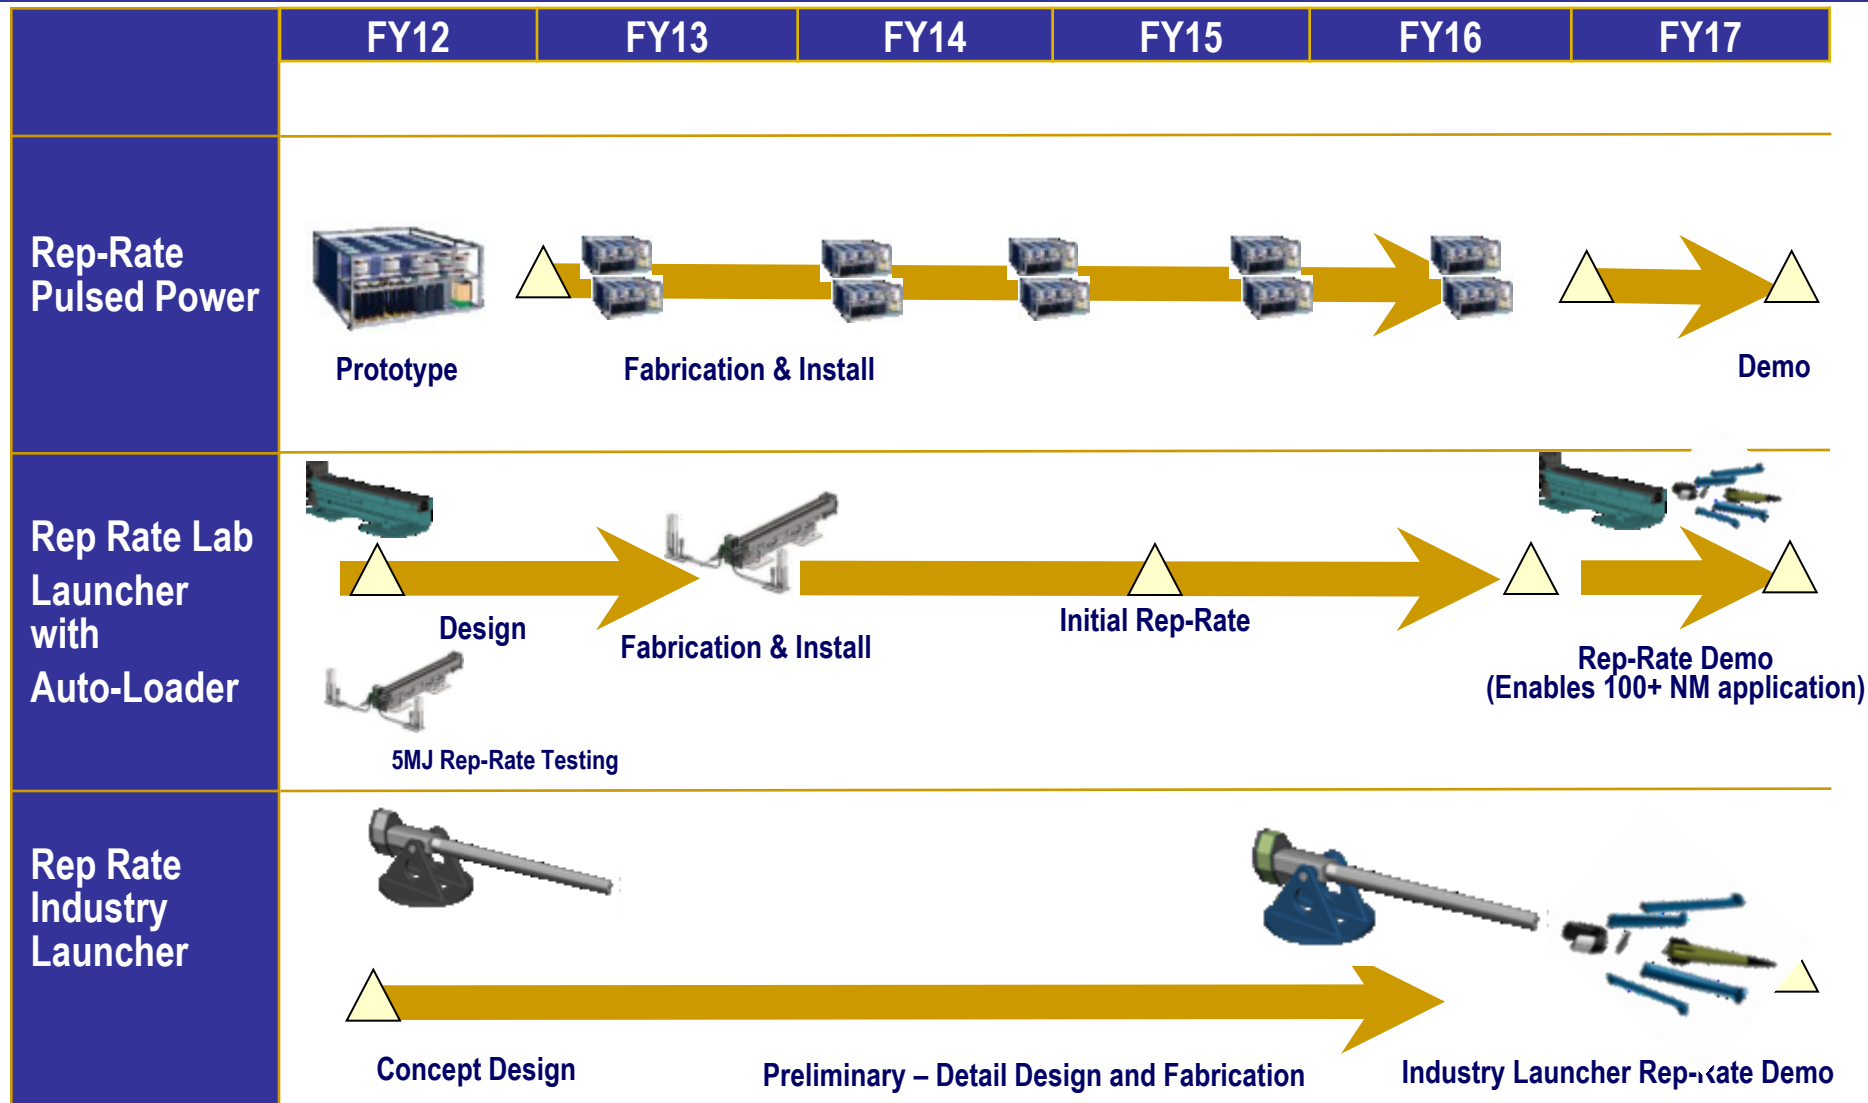 FY12 FY13 FY14 FY15 FY16 FY17
Rep-Rate
Pulsed Power
Prototype
Fabrication & Install
Demo
Rep Rate Lab
Launcher
with
Auto-Loader
Design
Fabrication & Install
Initial Rep-Rate
Rep-Rate Demo
(Enables 100+ NM application)
5MJ Rep-Rate Testing
Rep Rate
Industry
Launcher
Concept Design
Preliminary – Detail Design and Fabrication
Industry Launcher Rep-Rate Demo